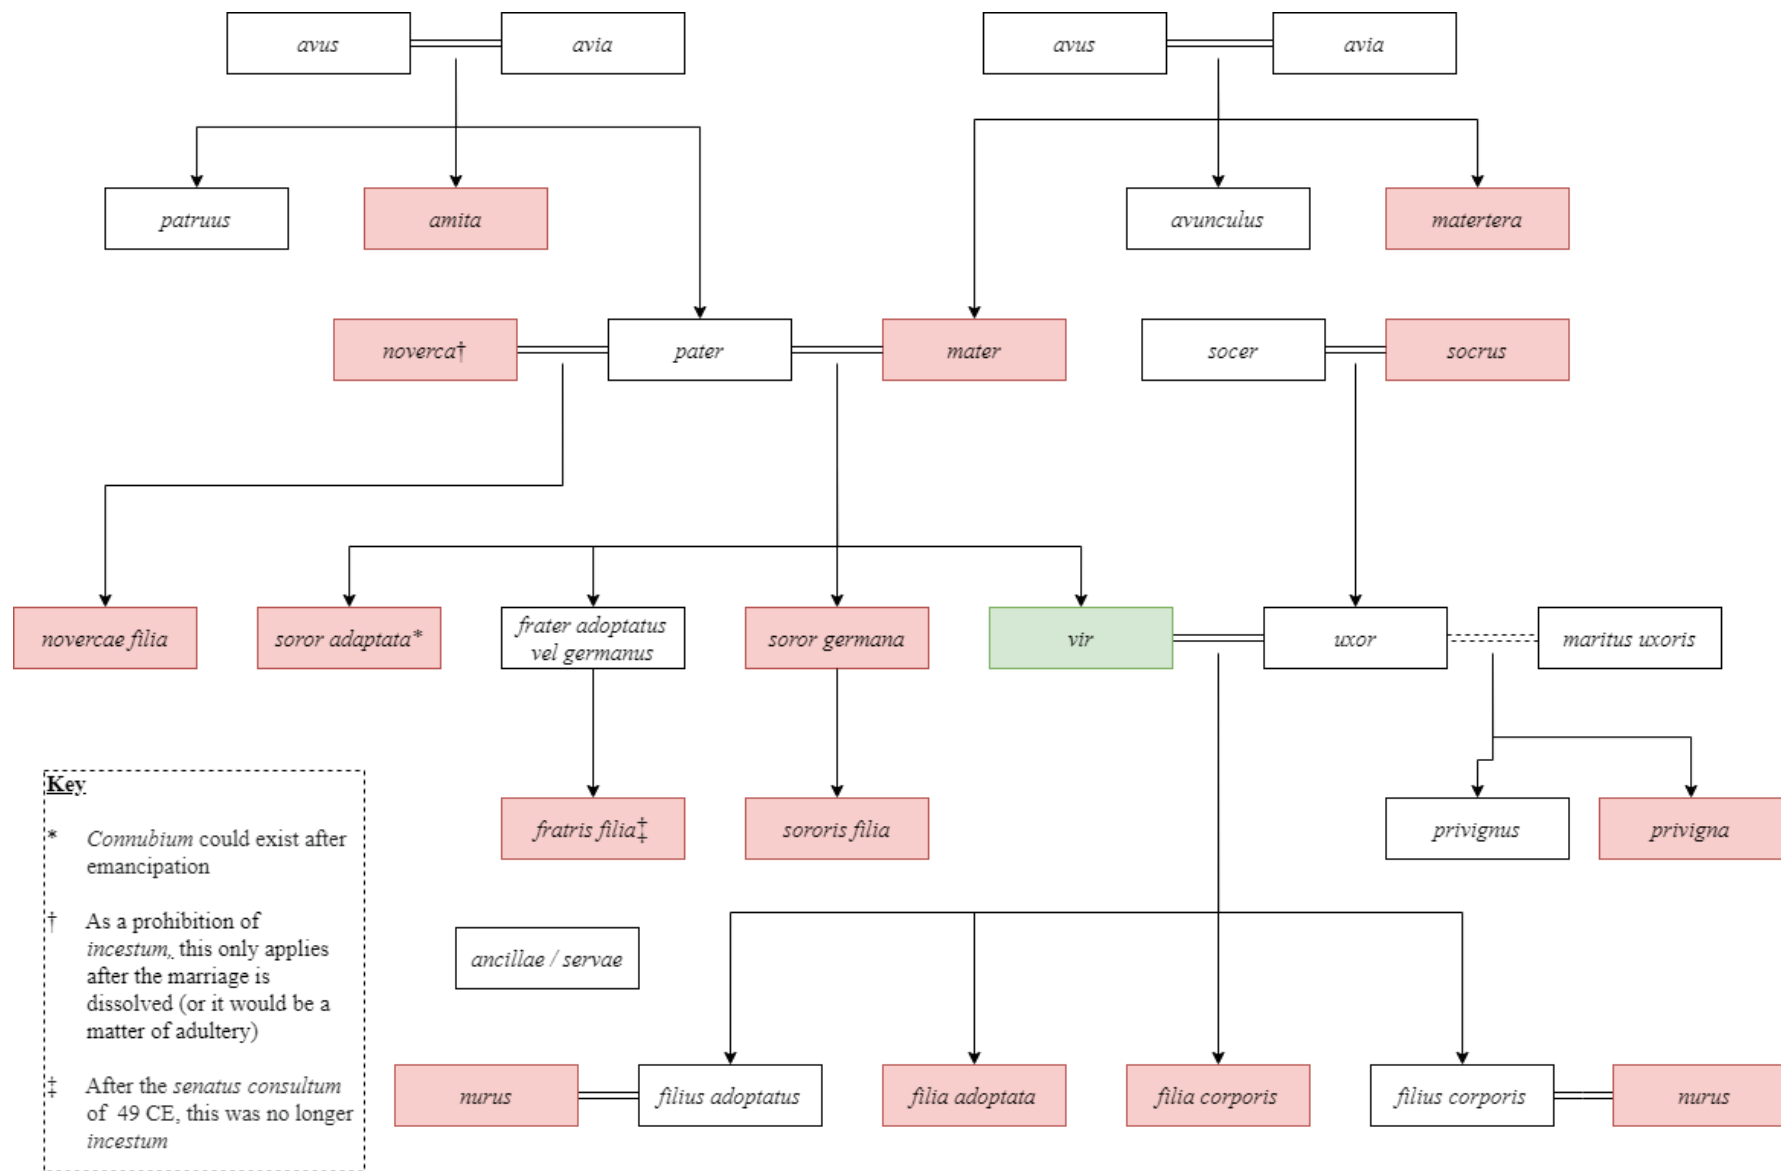 avus
avia
avus
avia
patruus
amita
avunculus
matertera
noverca†
pater
mater
socer
socrus
novercae filia
soror adaptata*
frater adoptatus
vel germanus
soror germana
vir
uxor
maritus uxoris
fratris filia‡
sororis filia
privignus
privigna
Key
* Connubium could exist after
emancipation
† As a prohibition of
incestum, this only applies
after the marriage is
dissolved (or it would be a
matter of adultery)
‡ After the senatus consultum
of 49 CE, this was no longer
incestum
ancillae / servae
nurus
filius adoptatus
filia adoptata
filia corporis
filius corporis
nurus